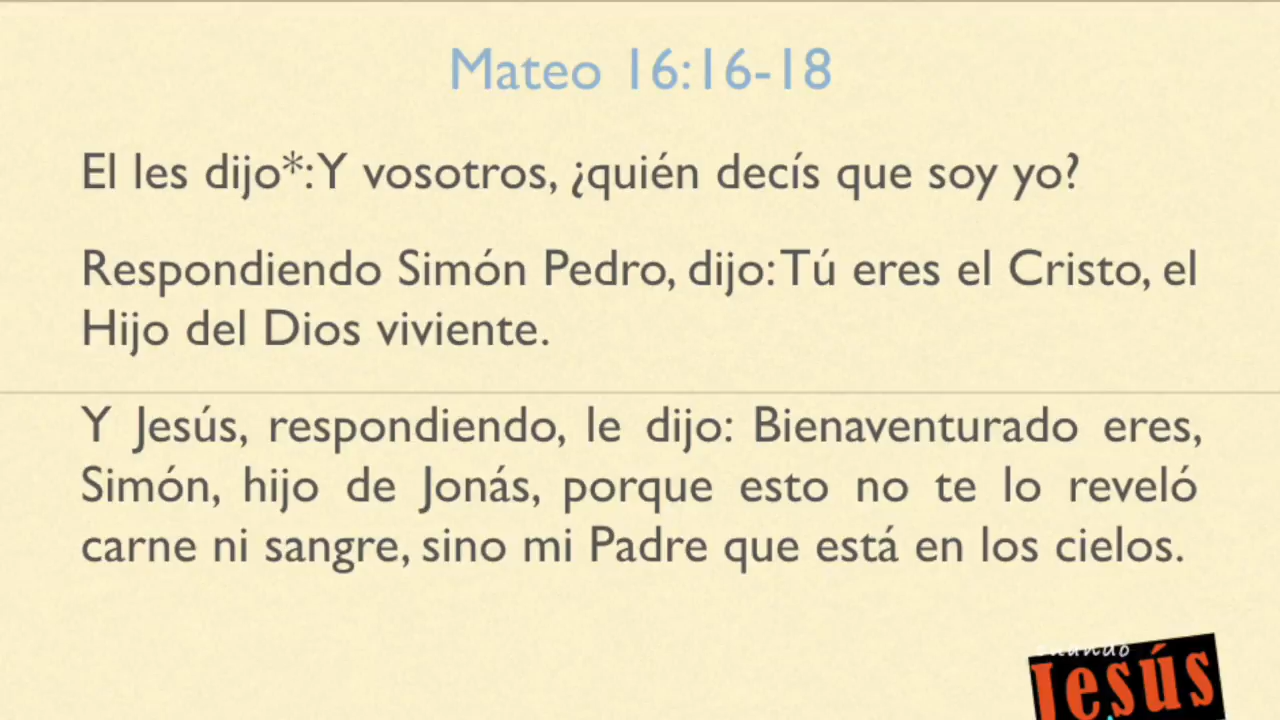 Mateo 16:16-18
El les dijo*: Y vosotros, ¿quién decís que soy yo?
Respondiendo Simón Pedro, dijo: Tú eres el Cristo, el
Hijo del Dios viviente.
Y Jesús, respondiendo, le dijo: Bienaventurado eres,
Simón, hijo de Jonás, porque esto no te lo reveló
carne ni sangre, sino mi Padre que está en los cielos.
Jesús